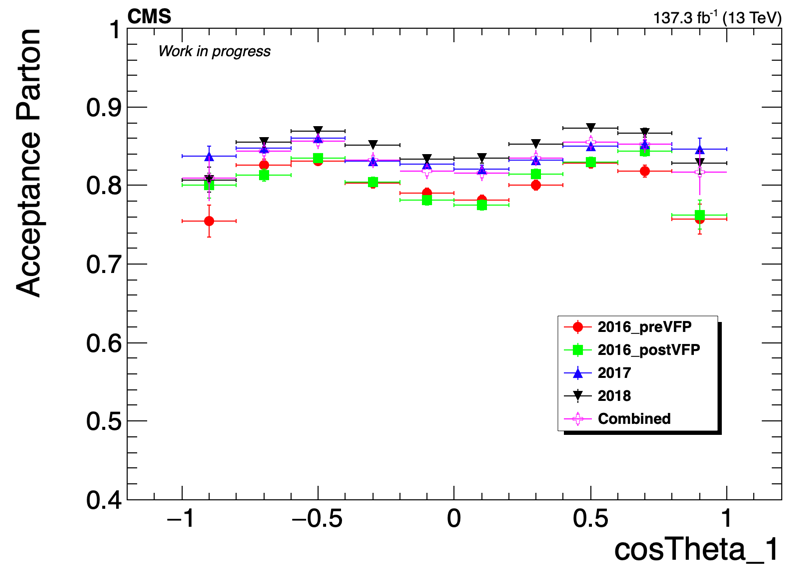 CMS 137.3 fb⁻¹ (13 TeV)
Work in progress
Acceptance Parton
1
0.9
0.8
0.7
0.6
0.5
0.4
2016_preVFP
2016_postVFP
2017
2018
Combined
−1 −0.5 0 0.5 1
cosTheta_1